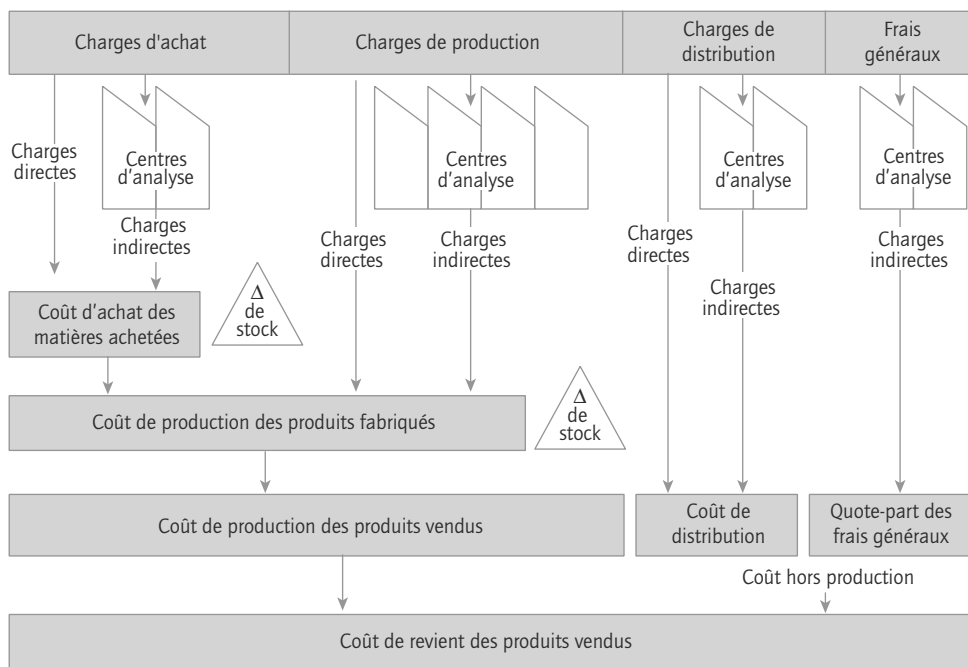 Charges d'achat
Charges de production
Charges de
distribution
Frais
généraux
Charges
directes
Centres
d'analyse
Charges
indirectes
Centres
d'analyse
Charges
directes
Charges
indirectes
Centres
d'analyse
Charges
directes
Charges
indirectes
Centres
d'analyse
Charges
indirectes
Coût d'achat des
matières achetées
Δ
de
stock
Coût de production des produits fabriqués
Δ
de
stock
Coût de production des produits vendus
Coût de
distribution
Quote-part des
frais généraux
Coût hors production
Coût de revient des produits vendus